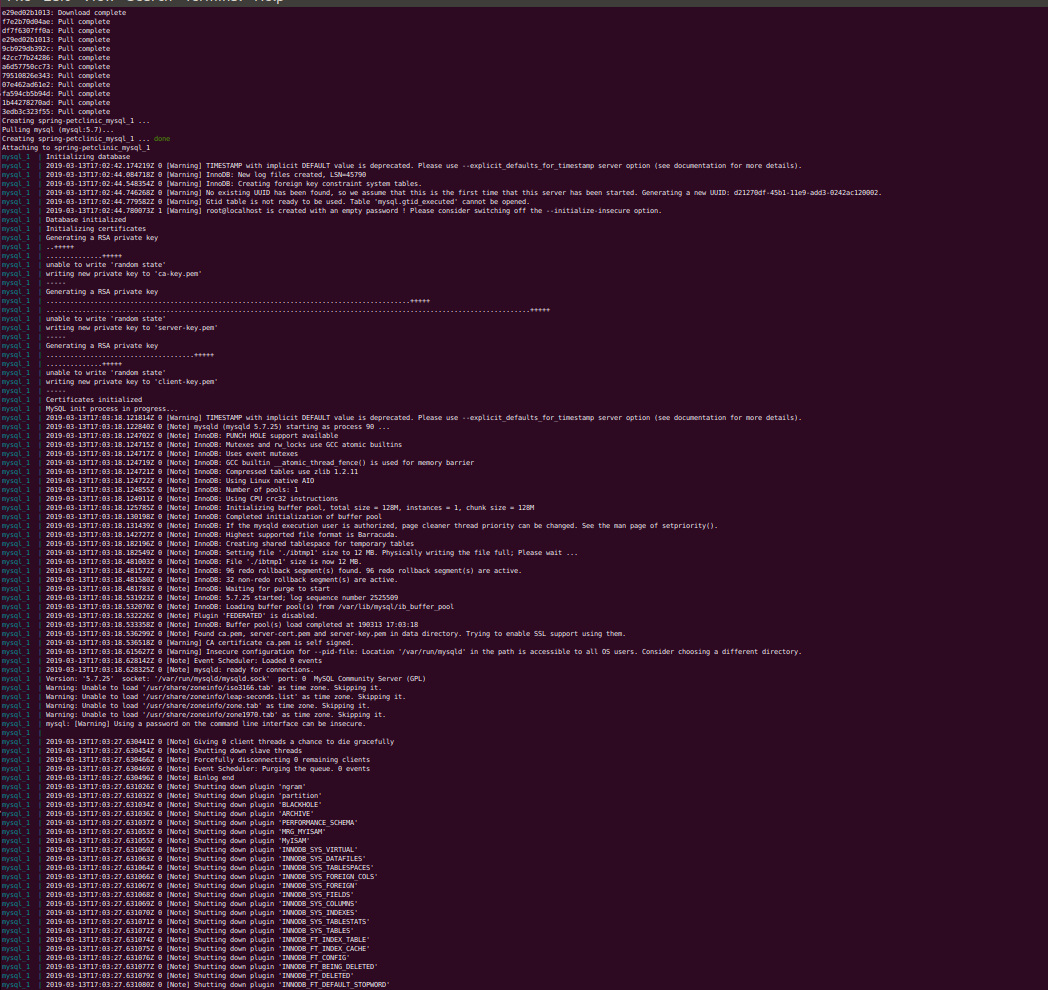 File Edit View Search Terminal Help
e29ed02b1013: Download complete
f7e2b70d04ae: Pull complete
df7f6307ff0a: Pull complete
e29ed02b1013: Pull complete
9cb929db392c: Pull complete
42cc77b24286: Pull complete
a6d57750cc73: Pull complete
79510826e343: Pull complete
07e462ad61e2: Pull complete
fa594cb5b94d: Pull complete
1b44278270ad: Pull complete
3edb3c323f55: Pull complete
Creating spring-petclinic_mysql_1 ...
Pulling mysql (mysql:5.7)...
Creating spring-petclinic_mysql_1 ... done
Attaching to spring-petclinic_mysql_1
mysql_1 | Initializing database
mysql_1 | 2019-03-13T17:02:42.174219Z 0 [Warning] TIMESTAMP with implicit DEFAULT value is deprecated. Please use --explicit_defaults_for_timestamp server option (see documentation for more details).
mysql_1 | 2019-03-13T17:02:44.084718Z 0 [Warning] InnoDB: New log files created, LSN=45790
mysql_1 | 2019-03-13T17:02:44.548354Z 0 [Warning] InnoDB: Creating foreign key constraint system tables.
mysql_1 | 2019-03-13T17:02:44.746268Z 0 [Warning] No existing UUID has been found, so we assume that this is the first time that this server has been started. Generating a new UUID: d21270df-45b1-11e9-add3-0242ac120002.
mysql_1 | 2019-03-13T17:02:44.779582Z 0 [Warning] Gtid table is not ready to be used. Table 'mysql.gtid_executed' cannot be opened.
mysql_1 | 2019-03-13T17:02:44.780073Z 1 [Warning] root@localhost is created with an empty password ! Please consider switching off the --initialize-insecure option.
mysql_1 | Database initialized
mysql_1 | Initializing certificates
mysql_1 | Generating a RSA private key
mysql_1 | ..+++++
mysql_1 | ..............+++++
mysql_1 | unable to write 'random state'
mysql_1 | writing new private key to 'ca-key.pem'
mysql_1 | -----
mysql_1 | Generating a RSA private key
mysql_1 | ...........................................................................................+++++
mysql_1 | .........................................................................................................................+++++
mysql_1 | unable to write 'random state'
mysql_1 | writing new private key to 'server-key.pem'
mysql_1 | -----
mysql_1 | Generating a RSA private key
mysql_1 | .....................................+++++
mysql_1 | ..............+++++
mysql_1 | unable to write 'random state'
mysql_1 | writing new private key to 'client-key.pem'
mysql_1 | -----
mysql_1 | Certificates initialized
mysql_1 | MySQL init process in progress...
mysql_1 | 2019-03-13T17:03:18.121814Z 0 [Warning] TIMESTAMP with implicit DEFAULT value is deprecated. Please use --explicit_defaults_for_timestamp server option (see documentation for more details).
mysql_1 | 2019-03-13T17:03:18.122840Z 0 [Note] mysqld (mysqld 5.7.25) starting as process 90 ...
mysql_1 | 2019-03-13T17:03:18.124702Z 0 [Note] InnoDB: PUNCH HOLE support available
mysql_1 | 2019-03-13T17:03:18.124715Z 0 [Note] InnoDB: Mutexes and rw_locks use GCC atomic builtins
mysql_1 | 2019-03-13T17:03:18.124717Z 0 [Note] InnoDB: Uses event mutexes
mysql_1 | 2019-03-13T17:03:18.124719Z 0 [Note] InnoDB: GCC builtin __atomic_thread_fence() is used for memory barrier
mysql_1 | 2019-03-13T17:03:18.124721Z 0 [Note] InnoDB: Compressed tables use zlib 1.2.11
mysql_1 | 2019-03-13T17:03:18.124722Z 0 [Note] InnoDB: Using Linux native AIO
mysql_1 | 2019-03-13T17:03:18.124855Z 0 [Note] InnoDB: Number of pools: 1
mysql_1 | 2019-03-13T17:03:18.124911Z 0 [Note] InnoDB: Using CPU crc32 instructions
mysql_1 | 2019-03-13T17:03:18.125785Z 0 [Note] InnoDB: Initializing buffer pool, total size = 128M, instances = 1, chunk size = 128M
mysql_1 | 2019-03-13T17:03:18.130198Z 0 [Note] InnoDB: Completed initialization of buffer pool
mysql_1 | 2019-03-13T17:03:18.131439Z 0 [Note] InnoDB: If the mysqld execution user is authorized, page cleaner thread priority can be changed. See the man page of setpriority().
mysql_1 | 2019-03-13T17:03:18.142727Z 0 [Note] InnoDB: Highest supported file format is Barracuda.
mysql_1 | 2019-03-13T17:03:18.182196Z 0 [Note] InnoDB: Creating shared tablespace for temporary tables
mysql_1 | 2019-03-13T17:03:18.182549Z 0 [Note] InnoDB: Setting file './ibtmp1' size to 12 MB. Physically writing the file full; Please wait ...
mysql_1 | 2019-03-13T17:03:18.481003Z 0 [Note] InnoDB: File './ibtmp1' size is now 12 MB.
mysql_1 | 2019-03-13T17:03:18.481572Z 0 [Note] InnoDB: 96 redo rollback segment(s) found. 96 redo rollback segment(s) are active.
mysql_1 | 2019-03-13T17:03:18.481580Z 0 [Note] InnoDB: 32 non-redo rollback segment(s) are active.
mysql_1 | 2019-03-13T17:03:18.481783Z 0 [Note] InnoDB: Waiting for purge to start
mysql_1 | 2019-03-13T17:03:18.531923Z 0 [Note] InnoDB: 5.7.25 started; log sequence number 2525509
mysql_1 | 2019-03-13T17:03:18.532070Z 0 [Note] InnoDB: Loading buffer pool(s) from /var/lib/mysql/ib_buffer_pool
mysql_1 | 2019-03-13T17:03:18.532226Z 0 [Note] Plugin 'FEDERATED' is disabled.
mysql_1 | 2019-03-13T17:03:18.533358Z 0 [Note] InnoDB: Buffer pool(s) load completed at 190313 17:03:18
mysql_1 | 2019-03-13T17:03:18.536299Z 0 [Note] Found ca.pem, server-cert.pem and server-key.pem in data directory. Trying to enable SSL support using them.
mysql_1 | 2019-03-13T17:03:18.536518Z 0 [Warning] CA certificate ca.pem is self signed.
mysql_1 | 2019-03-13T17:03:18.615627Z 0 [Warning] Insecure configuration for --pid-file: Location '/var/run/mysqld' in the path is accessible to all OS users. Consider choosing a different directory.
mysql_1 | 2019-03-13T17:03:18.628142Z 0 [Note] Event Scheduler: Loaded 0 events
mysql_1 | 2019-03-13T17:03:18.628325Z 0 [Note] mysqld: ready for connections.
mysql_1 | Version: '5.7.25' socket: '/var/run/mysqld/mysqld.sock' port: 0 MySQL Community Server (GPL)
mysql_1 | Warning: Unable to load '/usr/share/zoneinfo/iso3166.tab' as time zone. Skipping it.
mysql_1 | Warning: Unable to load '/usr/share/zoneinfo/leap-seconds.list' as time zone. Skipping it.
mysql_1 | Warning: Unable to load '/usr/share/zoneinfo/zone.tab' as time zone. Skipping it.
mysql_1 | Warning: Unable to load '/usr/share/zoneinfo/zone1970.tab' as time zone. Skipping it.
mysql_1 | mysql: [Warning] Using a password on the command line interface can be insecure.
mysql_1 |
mysql_1 | 2019-03-13T17:03:27.630441Z 0 [Note] Giving 0 client threads a chance to die gracefully
mysql_1 | 2019-03-13T17:03:27.630454Z 0 [Note] Shutting down slave threads
mysql_1 | 2019-03-13T17:03:27.630466Z 0 [Note] Forcefully disconnecting 0 remaining clients
mysql_1 | 2019-03-13T17:03:27.630469Z 0 [Note] Event Scheduler: Purging the queue. 0 events
mysql_1 | 2019-03-13T17:03:27.630496Z 0 [Note] Binlog end
mysql_1 | 2019-03-13T17:03:27.631026Z 0 [Note] Shutting down plugin 'ngram'
mysql_1 | 2019-03-13T17:03:27.631032Z 0 [Note] Shutting down plugin 'partition'
mysql_1 | 2019-03-13T17:03:27.631034Z 0 [Note] Shutting down plugin 'BLACKHOLE'
mysql_1 | 2019-03-13T17:03:27.631036Z 0 [Note] Shutting down plugin 'ARCHIVE'
mysql_1 | 2019-03-13T17:03:27.631037Z 0 [Note] Shutting down plugin 'PERFORMANCE_SCHEMA'
mysql_1 | 2019-03-13T17:03:27.631053Z 0 [Note] Shutting down plugin 'MRG_MYISAM'
mysql_1 | 2019-03-13T17:03:27.631055Z 0 [Note] Shutting down plugin 'MyISAM'
mysql_1 | 2019-03-13T17:03:27.631060Z 0 [Note] Shutting down plugin 'INNODB_SYS_VIRTUAL'
mysql_1 | 2019-03-13T17:03:27.631063Z 0 [Note] Shutting down plugin 'INNODB_SYS_DATAFILES'
mysql_1 | 2019-03-13T17:03:27.631064Z 0 [Note] Shutting down plugin 'INNODB_SYS_TABLESPACES'
mysql_1 | 2019-03-13T17:03:27.631066Z 0 [Note] Shutting down plugin 'INNODB_SYS_FOREIGN_COLS'
mysql_1 | 2019-03-13T17:03:27.631067Z 0 [Note] Shutting down plugin 'INNODB_SYS_FOREIGN'
mysql_1 | 2019-03-13T17:03:27.631068Z 0 [Note] Shutting down plugin 'INNODB_SYS_FIELDS'
mysql_1 | 2019-03-13T17:03:27.631069Z 0 [Note] Shutting down plugin 'INNODB_SYS_COLUMNS'
mysql_1 | 2019-03-13T17:03:27.631070Z 0 [Note] Shutting down plugin 'INNODB_SYS_INDEXES'
mysql_1 | 2019-03-13T17:03:27.631071Z 0 [Note] Shutting down plugin 'INNODB_SYS_TABLESTATS'
mysql_1 | 2019-03-13T17:03:27.631072Z 0 [Note] Shutting down plugin 'INNODB_SYS_TABLES'
mysql_1 | 2019-03-13T17:03:27.631074Z 0 [Note] Shutting down plugin 'INNODB_FT_INDEX_TABLE'
mysql_1 | 2019-03-13T17:03:27.631075Z 0 [Note] Shutting down plugin 'INNODB_FT_INDEX_CACHE'
mysql_1 | 2019-03-13T17:03:27.631076Z 0 [Note] Shutting down plugin 'INNODB_FT_CONFIG'
mysql_1 | 2019-03-13T17:03:27.631077Z 0 [Note] Shutting down plugin 'INNODB_FT_BEING_DELETED'
mysql_1 | 2019-03-13T17:03:27.631079Z 0 [Note] Shutting down plugin 'INNODB_FT_DELETED'
mysql_1 | 2019-03-13T17:03:27.631080Z 0 [Note] Shutting down plugin 'INNODB_FT_DEFAULT_STOPWORD'